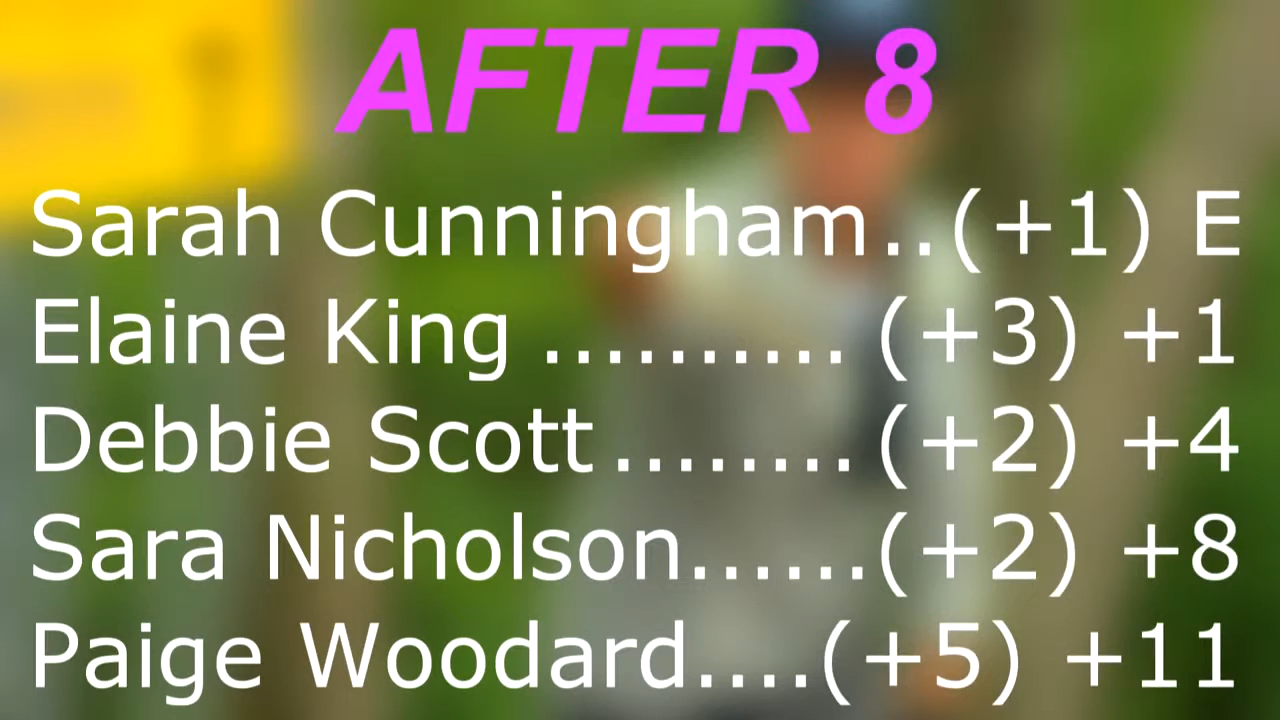 AFTER 8
Sarah Cunningham..(+1) E
Elaine King .......... (+3) +1
Debbie Scott ........ (+2) +4
Sara Nicholson......(+2) +8
Paige Woodard....(+5) +11